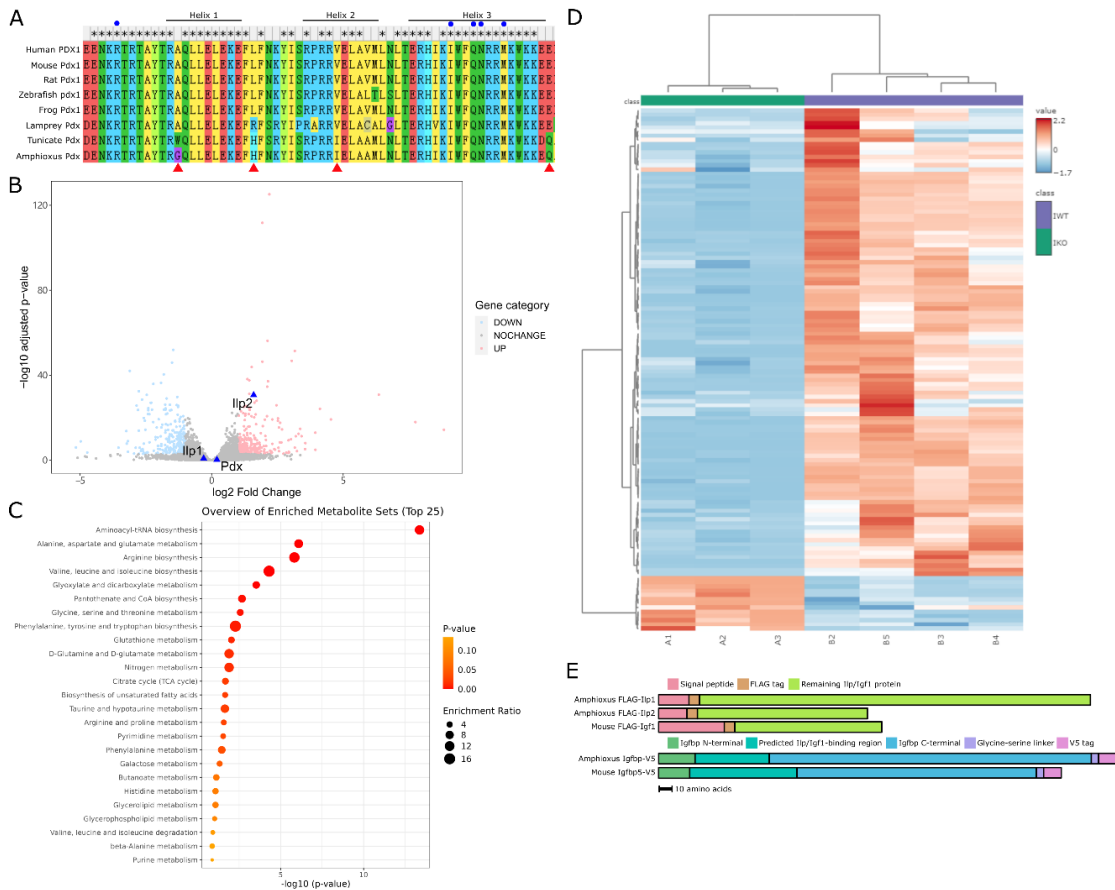 A
Helix 1 Helix 2 Helix 3
Human PDX1 EENKRTRTAYTRAQLLELEKEFLFNKYISRPRRVELAVMLNLTERHIKIWFQNRRMKWKKEE
Mouse Pdx1 EENKRTRTAYTRAQLLELEKEFLFNKYISRPRRVELAVMLNLTERHIKIWFQNRRMKWKKEE
Rat Pdx1 EENKRTRTAYTRAQLLELEKEFLFNKYISRPRRVELAVMLNLTERHIKIWFQNRRMKWKKEE
Zebrafish pdx1 EENKRTRTAYTRAQLLELEKEFLFNKYISRPRRVELALTLSLTERHIKIWFQNRRMKWKKEE
Frog Pdx1 EENKRTRTAYTRAQLLELEKEFLFNKYISRPRRVELAVMLNLTERHIKIWFQNRRMKWKKEE
Lamprey Pdx
Tunicate Pdx DENKRTRTAYTRWQLLELEKEFHFNKYISRPRRIELAAMLNLTERHIKIWFQNRRMKWKKDQ
Amphioxus Pdx DENKRTRTAYTRGQLLELEKEFHFNKYISRPRRIELAAMLNLTERHIKIWFQNRRMKWKKEQ
B
120
80
40
0
−log10 adjusted p-value
Ilp2
Ilp1
Pdx
−5 0 5
log2 Fold Change
Gene category
DOWN
NOCHANGE
UP
C
Overview of Enriched Metabolite Sets (Top 25)
Aminoacyl-tRNA biosynthesis
Alanine, aspartate and glutamate metabolism
Arginine biosynthesis
Valine, leucine and isoleucine biosynthesis
Glyoxylate and dicarboxylate metabolism
Pantothenate and CoA biosynthesis
Glycine, serine and threonine metabolism
Phenylalanine, tyrosine and tryptophan biosynthesis
Glutathione metabolism
D-Glutamine and D-glutamate metabolism
Nitrogen metabolism
Citrate cycle (TCA cycle)
Biosynthesis of unsaturated fatty acids
Taurine and hypotaurine metabolism
Arginine and proline metabolism
Pyrimidine metabolism
Phenylalanine metabolism
Galactose metabolism
Butanoate metabolism
Histidine metabolism
Glycerolipid metabolism
Glycerophospholipid metabolism
Valine, leucine and isoleucine degradation
beta-Alanine metabolism
Purine metabolism
5 10
-log10 (p-value)
P-value
0.10
0.05
0.00
Enrichment Ratio
4
8
12
16
D
class
A1 A2 A3 B2 B5 B3 B4
value
2.2
0
-1.7
class
IWT
IKO
E
Signal peptide FLAG tag Remaining Ilp/Igf1 protein
Amphioxus FLAG-Ilp1
Amphioxus FLAG-Ilp2
Mouse FLAG-Igf1
Igfbp N-terminal Predicted Ilp/Igf1-binding region Igfbp C-terminal Glycine-serine linker V5 tag
Amphioxus Igfbp-V5
Mouse Igfbp5-V5
10 amino acids